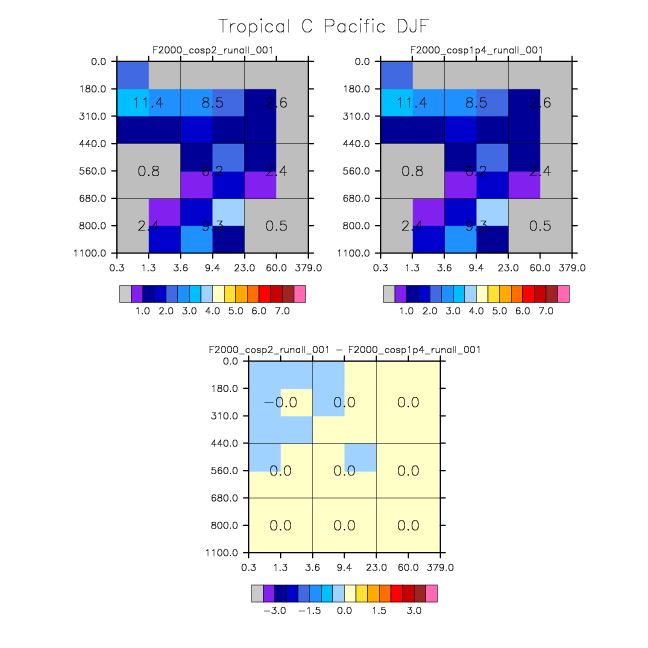 Tropical C Pacific DJF
F2000_cosp2_runall_001
F2000_cosp1p4_runall_001
0.0
180.0
310.0
440.0
560.0
680.0
800.0
1100.0
11.4 8.5 2.6
0.8 6.2 2.4
2.4 9.3 0.5
0.3 1.3 3.6 9.4 23.0 60.0 379.0
1.0 2.0 3.0 4.0 5.0 6.0 7.0
0.0
180.0
310.0
440.0
560.0
680.0
800.0
1100.0
11.4 8.5 2.6
0.8 6.2 2.4
2.4 9.3 0.5
0.3 1.3 3.6 9.4 23.0 60.0 379.0
1.0 2.0 3.0 4.0 5.0 6.0 7.0
F2000_cosp2_runall_001 - F2000_cosp1p4_runall_001
0.0
180.0
310.0
440.0
560.0
680.0
800.0
1100.0
-0.0 0.0 0.0
0.0 0.0 0.0
0.0 0.0 0.0
0.3 1.3 3.6 9.4 23.0 60.0 379.0
-3.0 -1.5 0.0 1.5 3.0